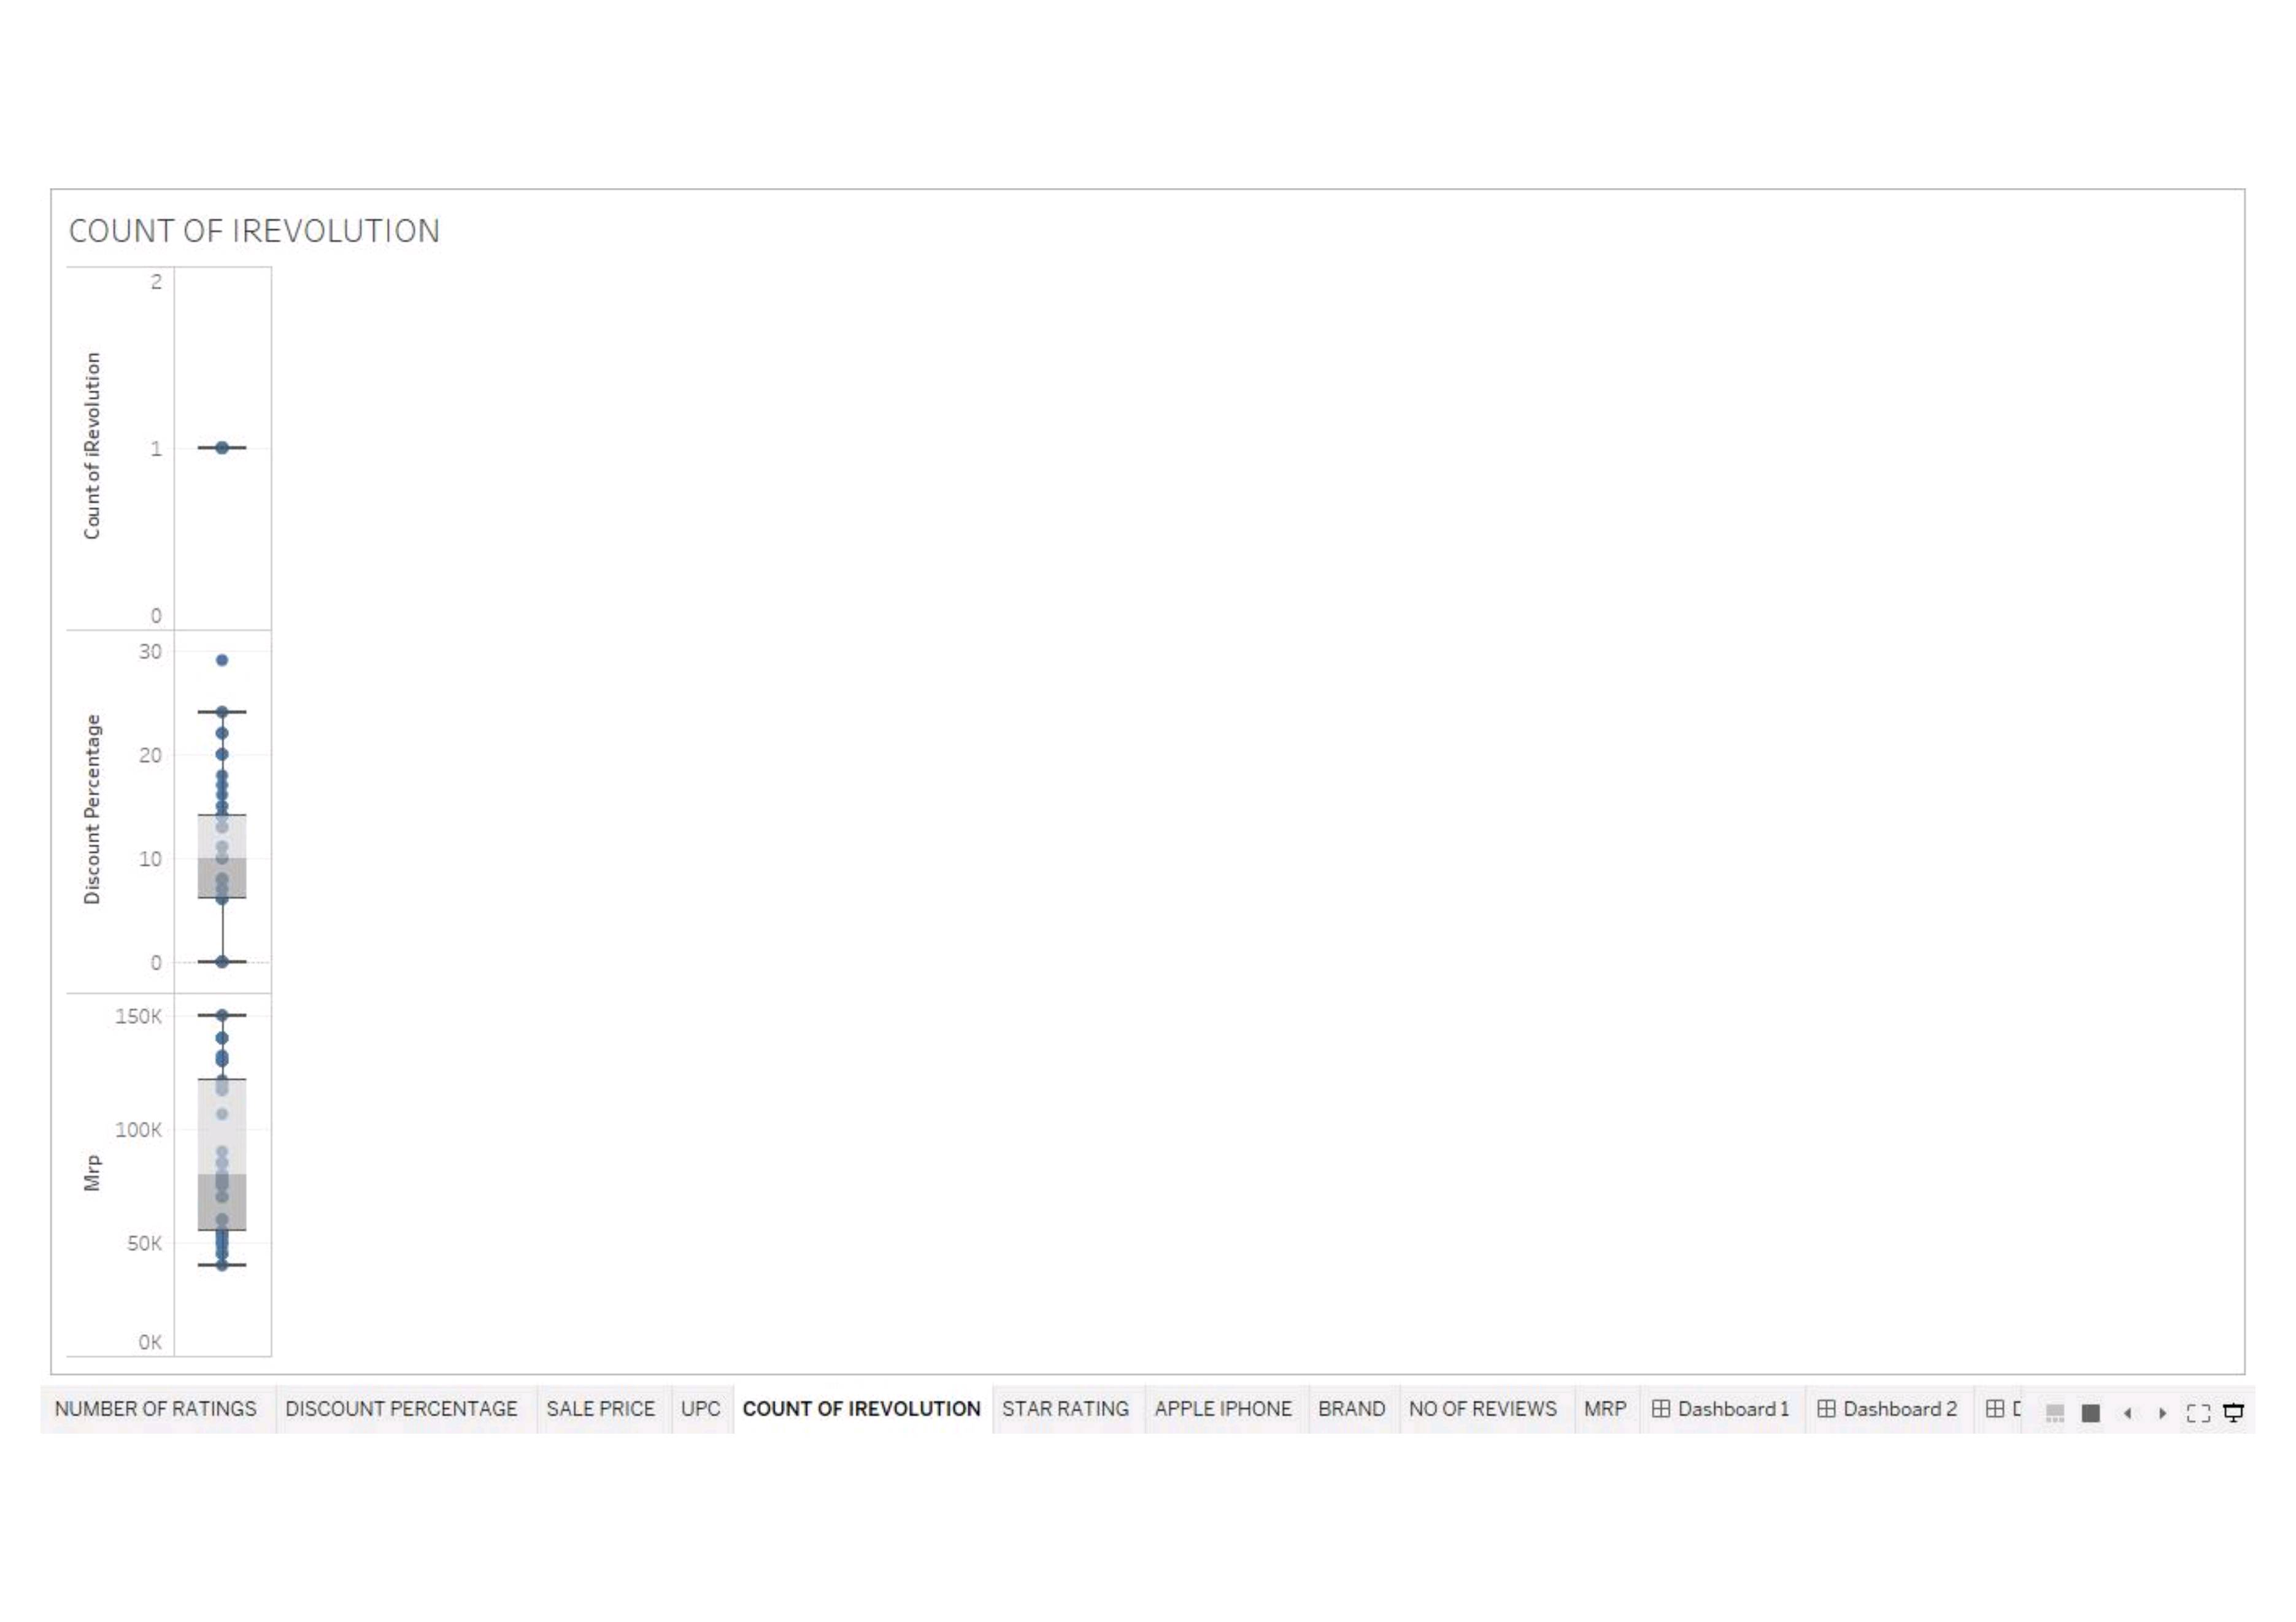 COUNT OF IREVOLUTION
2
Count of iRevolution
1
0
30
Discount Percentage
20
10
0
150K
100K
Mrp
50K
0K
NUMBER OF RATINGS DISCOUNT PERCENTAGE SALE PRICE UPC COUNT OF IREVOLUTION STAR RATING APPLE IPHONE BRAND NO OF REVIEWS MRP Dashboard 1 Dashboard 2